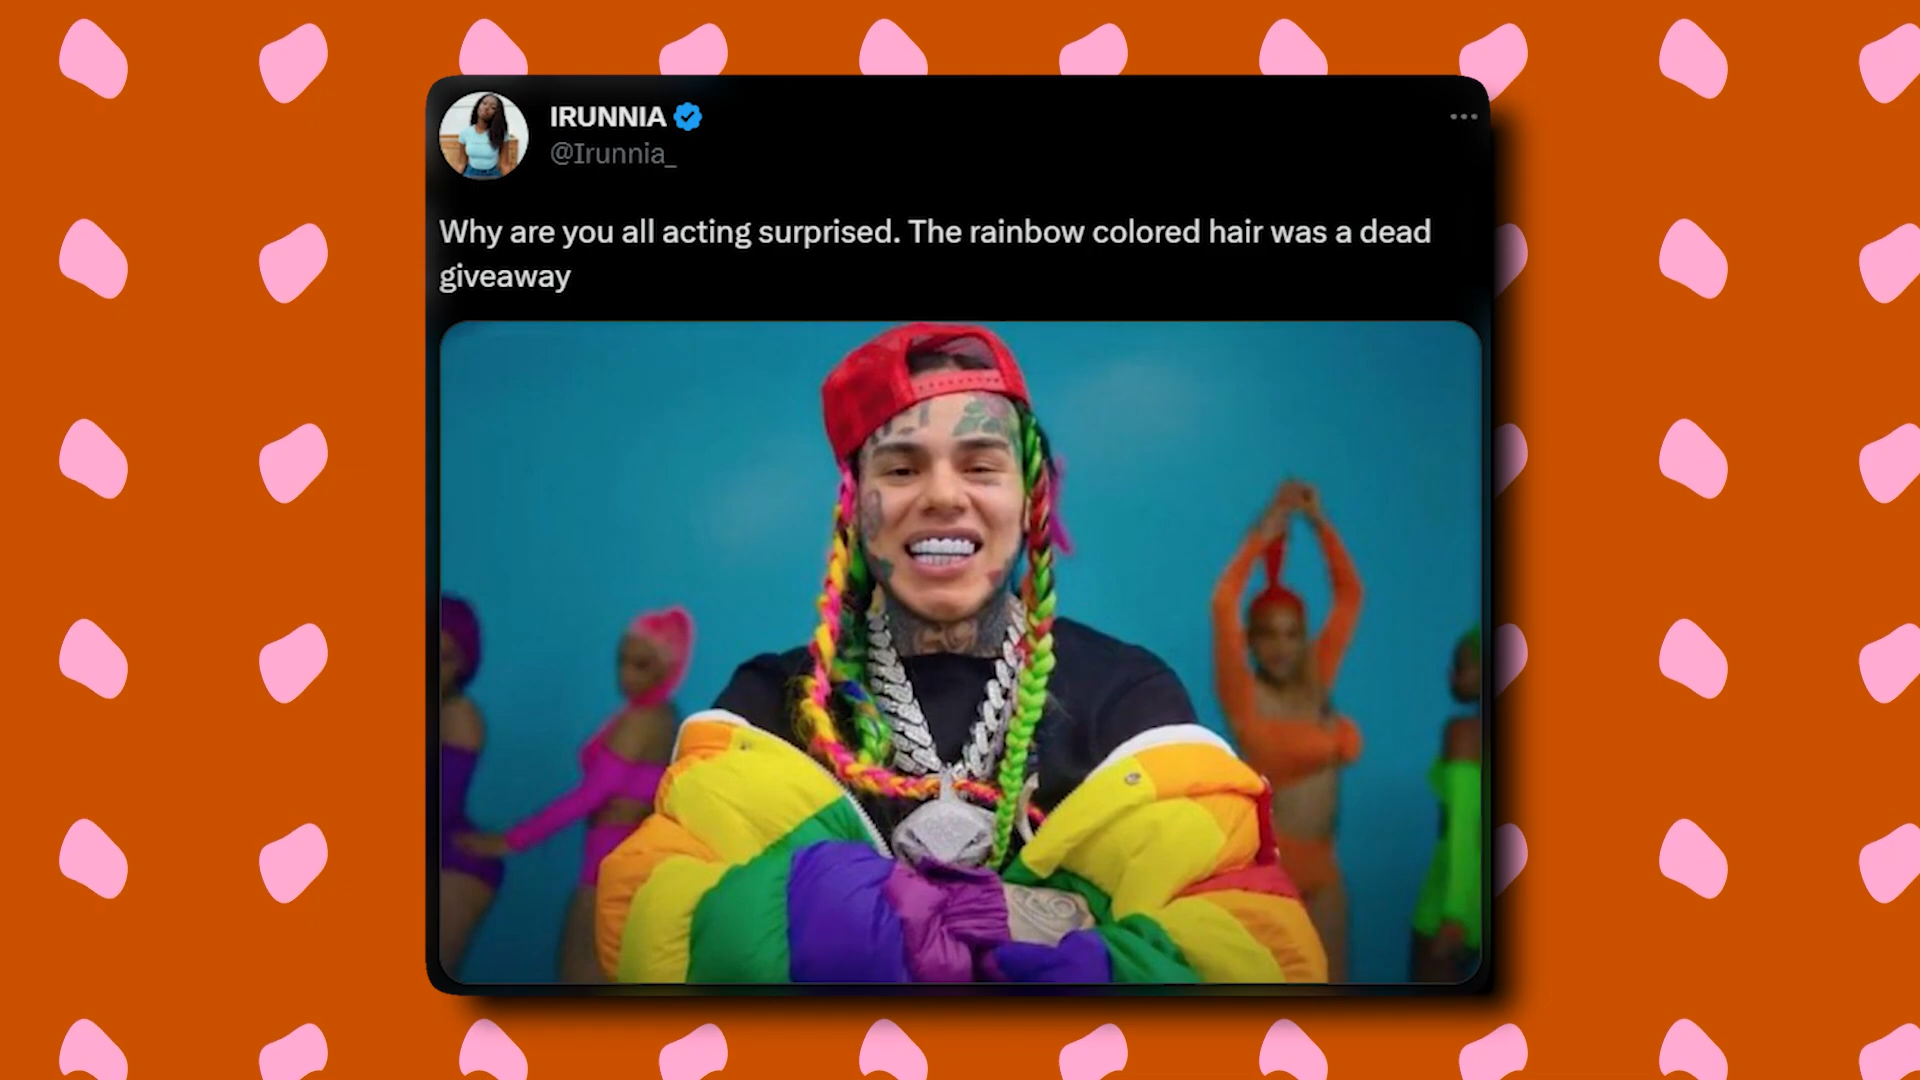 IRUNNIA
@Irunnia_
Why are you all acting surprised. The rainbow colored hair was a dead
giveaway